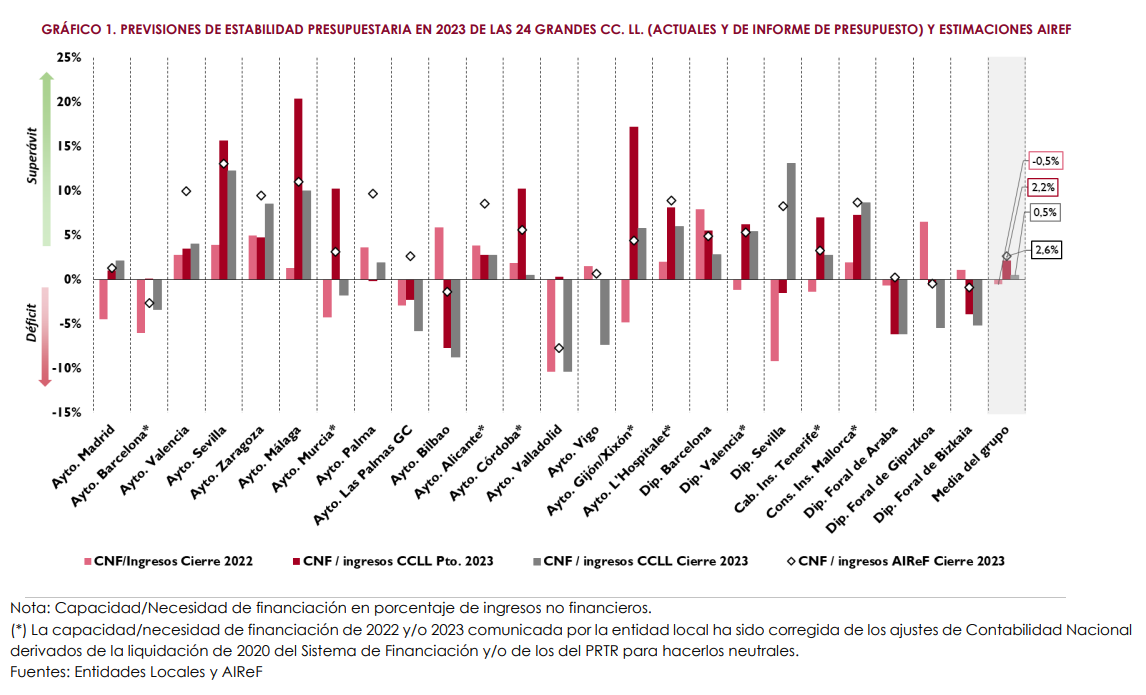 GRÁFICO 1. PREVISIONES DE ESTABILIDAD PRESUPUESTARIA EN 2023 DE LAS 24 GRANDES CC. LL. (ACTUALES Y DE INFORME DE PRESUPUESTO) Y ESTIMACIONES AIREF
25%
20%
15%
10%
5%
0%
-5%
-10%
-15%
Superávit
Déficit
-0,5%
2,2%
0,5%
2,6%
Ayto. Madrid
Ayto. Barcelona*
Ayto. Valencia
Ayto. Sevilla
Ayto. Zaragoza
Ayto. Málaga
Ayto. Murcia*
Ayto. Palma
Ayto. Las Palmas GC
Ayto. Bilbao
Ayto. Alicante*
Ayto. Córdoba*
Ayto. Valladolid
Ayto. Vigo
Ayto. Gijón/Xixón*
Ayto. L'Hospitalet*
Dip. Barcelona
Dip. Valencia*
Dip. Sevilla
Cab. Ins. Tenerife*
Cons. Ins. Mallorca*
Dip. Foral de Araba
Dip. Foral de Gipuzkoa
Dip. Foral de Bizkaia
Media del grupo
CNF/Ingresos Cierre 2022
CNF / ingresos CCLL Pto. 2023
CNF / ingresos CCLL Cierre 2023
CNF / ingresos AIReF Cierre 2023
Nota: Capacidad/Necesidad de financiación en porcentaje de ingresos no financieros.
(*) La capacidad/necesidad de financiación de 2022 y/o 2023 comunicada por la entidad local ha sido corregida de los ajustes de Contabilidad Nacional
derivados de la liquidación de 2020 del Sistema de Financiación y/o de los del PRTR para hacerlos neutrales.
Fuentes: Entidades Locales y AIReF